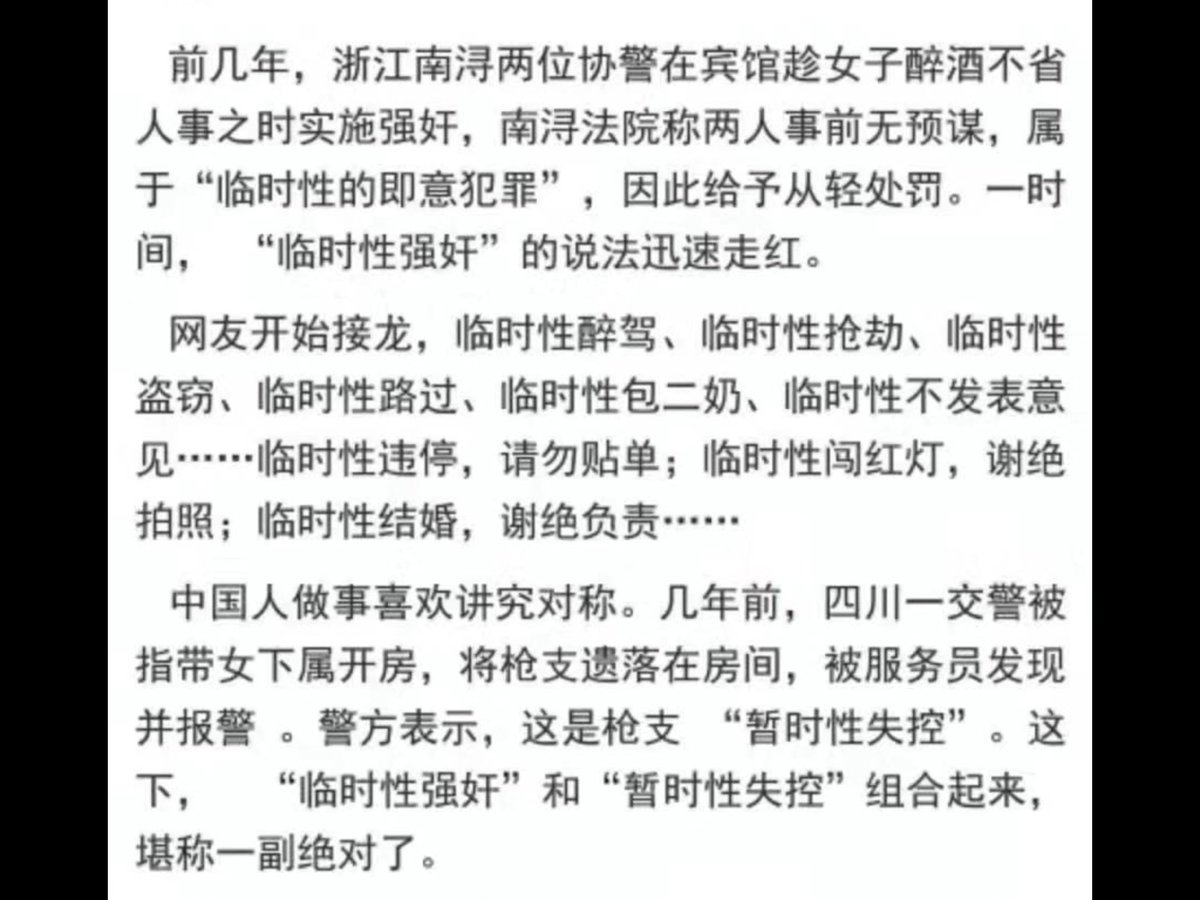 前几年，浙江南浔两位协警在宾馆趁女子醉酒不省
人事之时实施强奸，南浔法院称两人事前无预谋，属
于“临时性的即意犯罪”，因此给予从轻处罚。一时
间， “临时性强奸”的说法迅速走红。
网友开始接龙，临时性醉驾、临时性抢劫、临时性
盗窃、临时性路过、临时性包二奶、临时性不发表意
见……临时性违停，请勿贴单；临时性闯红灯，谢绝
拍照；临时性结婚，谢绝负责……
中国人做事喜欢讲究对称。几年前，四川一交警被
指带女下属开房，将枪支遗落在房间，被服务员发现
并报警 。警方表示，这是枪支 “暂时性失控”。这
下， “临时性强奸”和“暂时性失控”组合起来，
堪称一副绝对了。